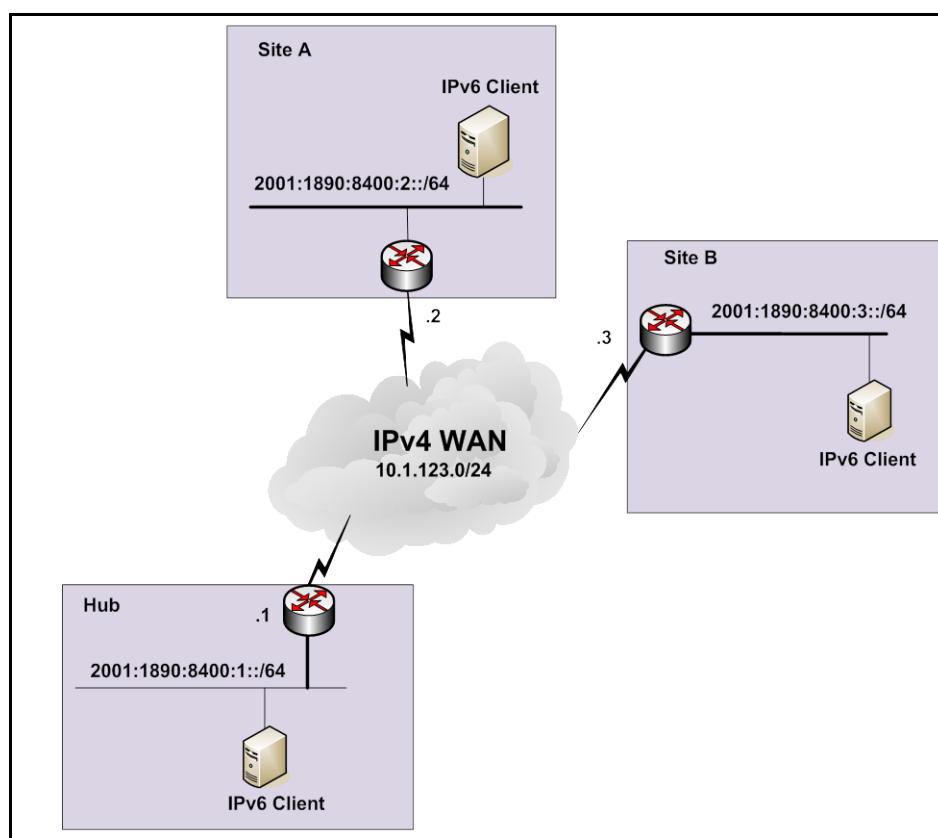 Site A
IPv6 Client
2001:1890:8400:2::/64
.2
Site B
2001:1890:8400:3::/64
.3
IPv6 Client
IPv4 WAN
10.1.123.0/24
Hub
.1
2001:1890:8400:1::/64
IPv6 Client